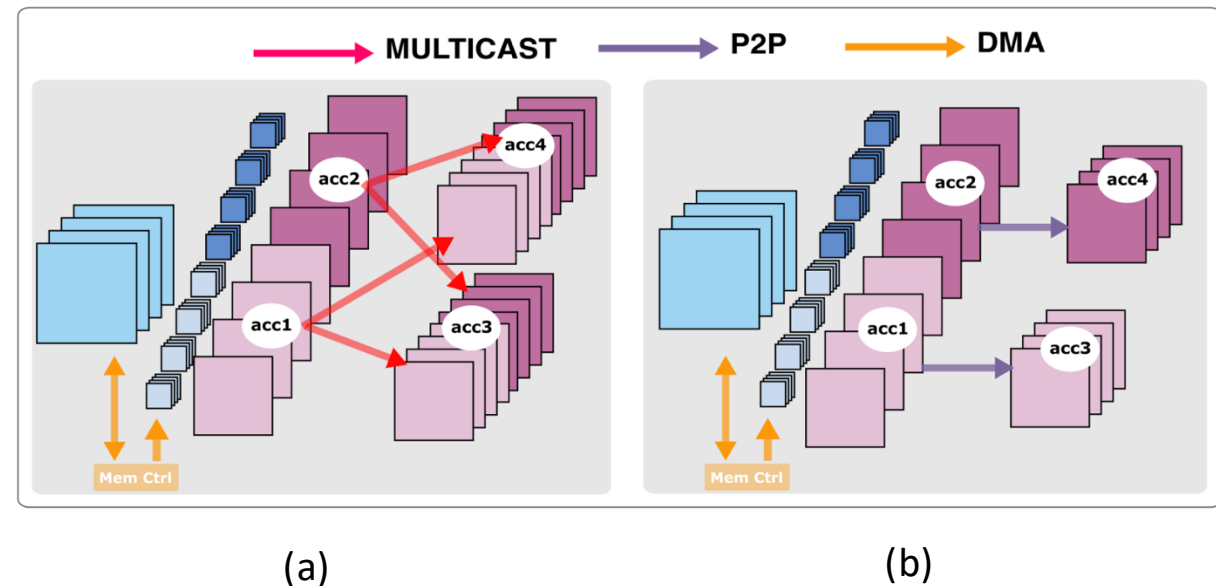 MULTICAST P2P DMA
acc2
acc4
acc1
acc3
Mem Ctrl
acc2
acc4
acc1
acc3
Mem Ctrl
(a) (b)